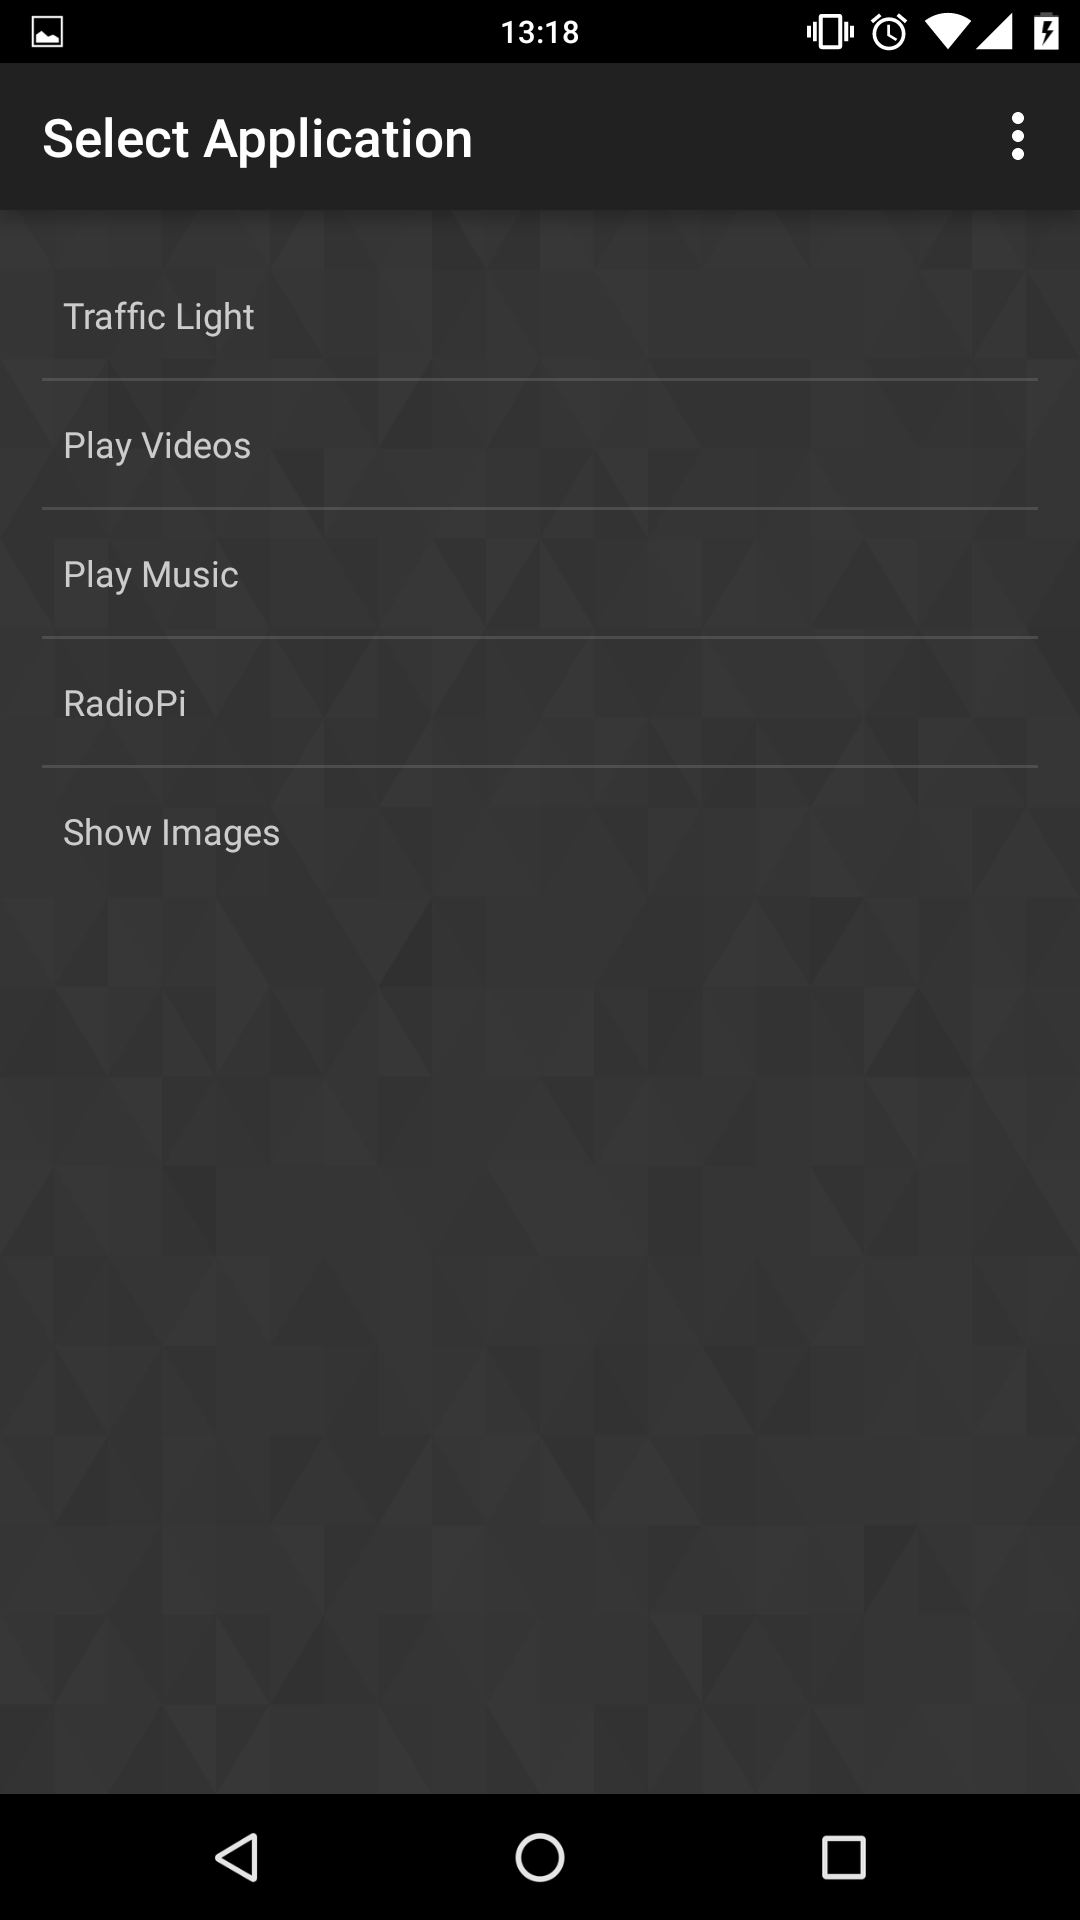 13:18
Select Application
Traffic Light
Play Videos
Play Music
RadioPi
Show Images